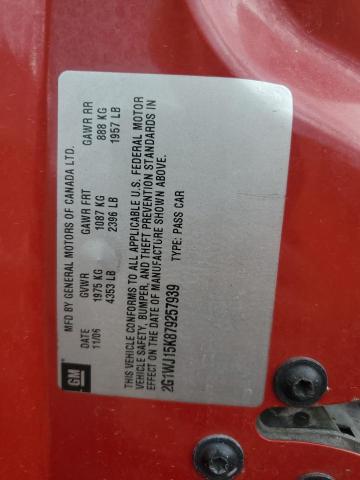 GM
MFD BY GENERAL MOTORS OF CANADA LTD.
DATE GVWR GAWR FRT GAWR RR
11/06 1975 KG 1087 KG 888 KG
4353 LB 2396 LB 1957 LB
THIS VEHICLE CONFORMS TO ALL APPLICABLE U.S. FEDERAL MOTOR
VEHICLE SAFETY, BUMPER, AND THEFT PREVENTION STANDARDS IN
EFFECT ON THE DATE OF MANUFACTURE SHOWN ABOVE.
2G1WJ15K879257939 TYPE: PASS CAR